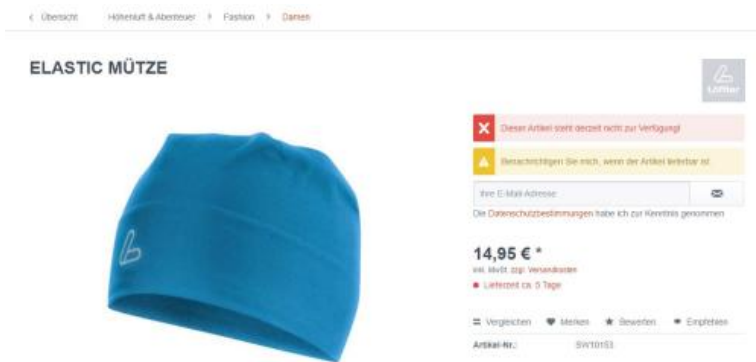 Übersicht Höhenluft & Abenteuer Fashion Damen
ELASTIC MÜTZE
Löffler
Dieser Artikel steht derzeit nicht zur Verfügung!
Benachrichtigen Sie mich, wenn der Artikel lieferbar ist
Ihre E-Mail-Adresse
Die Datenschutzbestimmungen habe ich zur Kenntnis genommen
14,95 € *
inkl. MwSt. zzgl. Versandkosten
Lieferzeit ca. 5 Tage
Vergleichen Merken Bewerten Empfehlen
Artikel-Nr.: SW10153